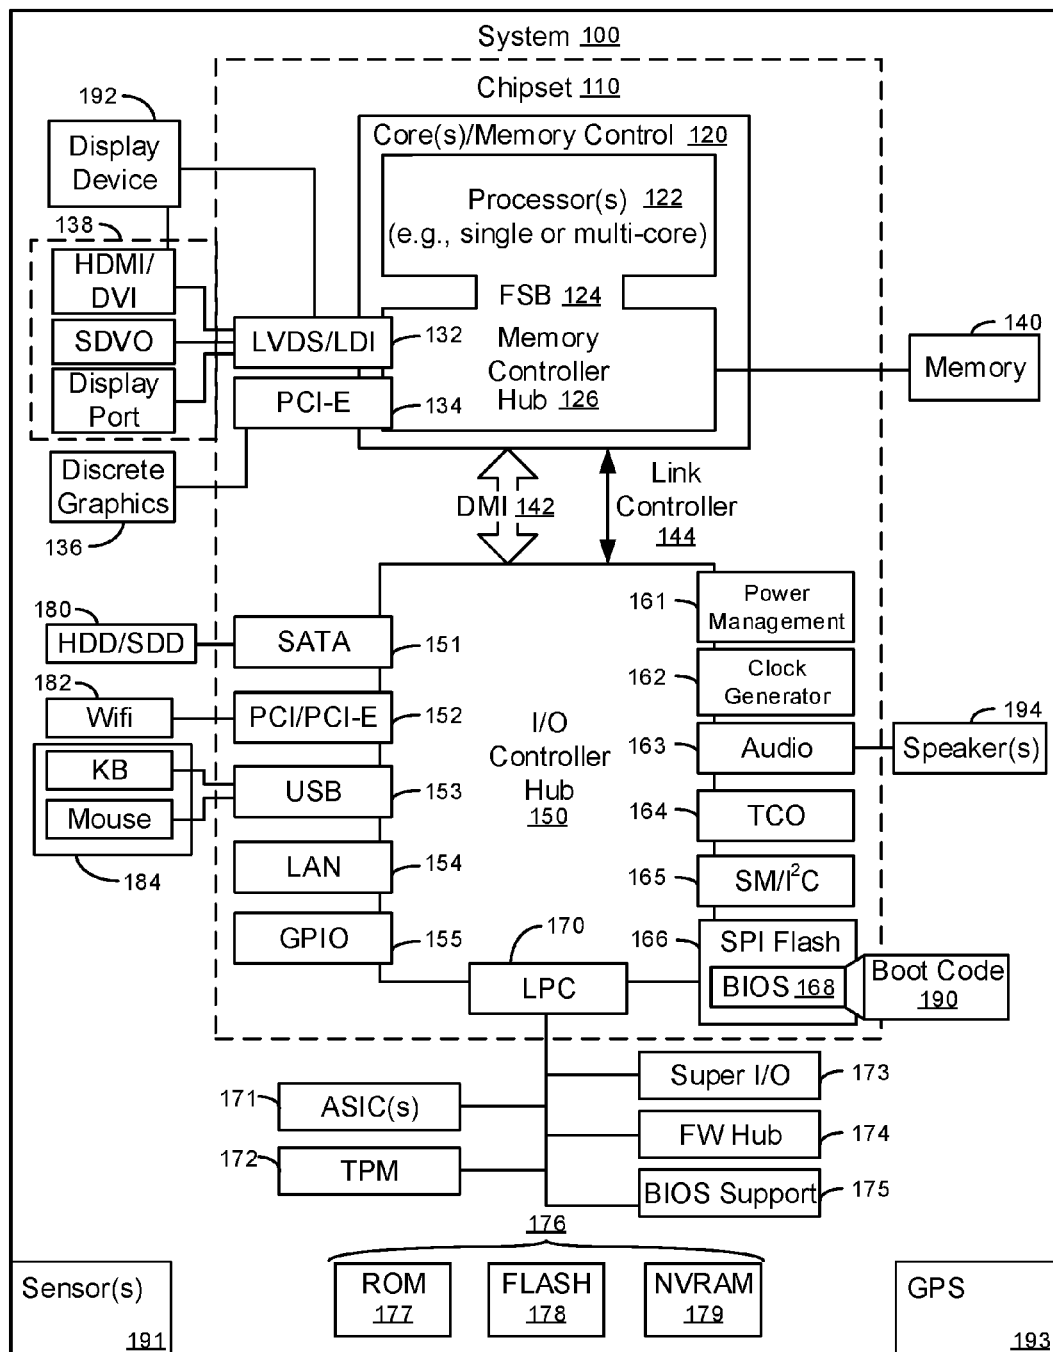 System 100
Chipset 110
192
Display
Device
Core(s)/Memory Control 120
Processor(s) 122
(e.g., single or multi-core)
138
HDMI/
DVI
SDVO
Display
Port
FSB 124
LVDS/LDI
132
PCI-E
134
Memory
Controller
Hub 126
140
Memory
Discrete
Graphics
136
DMI 142
Link
Controller
144
180
HDD/SDD
SATA
151
182
Wifi
PCI/PCI-E
152
KB
Mouse
184
USB
153
LAN
154
GPIO
155
I/O
Controller
Hub
150
161
Power
Management
162
Clock
Generator
163
Audio
194
Speaker(s)
164
TCO
165
SM/I²C
166
SPI Flash
BIOS 168
Boot Code
190
170
LPC
171
ASIC(s)
172
TPM
Super I/O
173
FW Hub
174
BIOS Support
175
176
ROM
177
FLASH
178
NVRAM
179
Sensor(s)
191
GPS
193